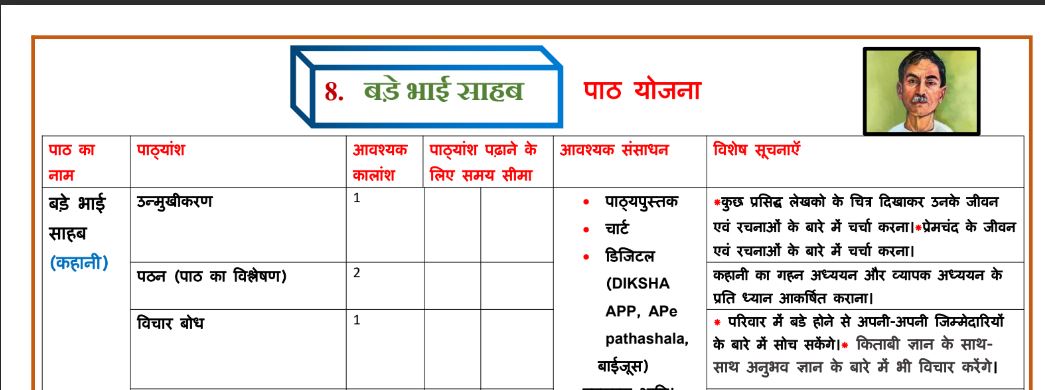 8. बड़े भाई साहब पाठ योजना
पाठ का नाम
पाठ्यांश
आवश्यक कालांश
पाठ्यांश पढ़ाने के लिए समय सीमा
आवश्यक संसाधन
विशेष सूचनाएँ
बड़े भाई
साहब
(कहानी)
उन्मुखीकरण
1
• पाठ्यपुस्तक
• चार्ट
• डिजिटल
(DIKSHA
APP, APe
pathashala,
बाईजूस)
*कुछ प्रसिद्ध लेखको के चित्र दिखाकर उनके जीवन
एवं रचनाओं के बारे में चर्चा करना।*प्रेमचंद के जीवन
एवं रचनाओं के बारे में चर्चा करना।
पठन (पाठ का विश्लेषण)
2
कहानी का गहन अध्ययन और व्यापक अध्ययन के
प्रति ध्यान आकर्षित कराना।
विचार बोध
1
* परिवार में बडे होने से अपनी-अपनी जिम्मेदारियों
के बारे में सोच सकेंगे।* किताबी ज्ञान के साथ-
साथ अनुभव ज्ञान के बारे में भी विचार करेंगे।